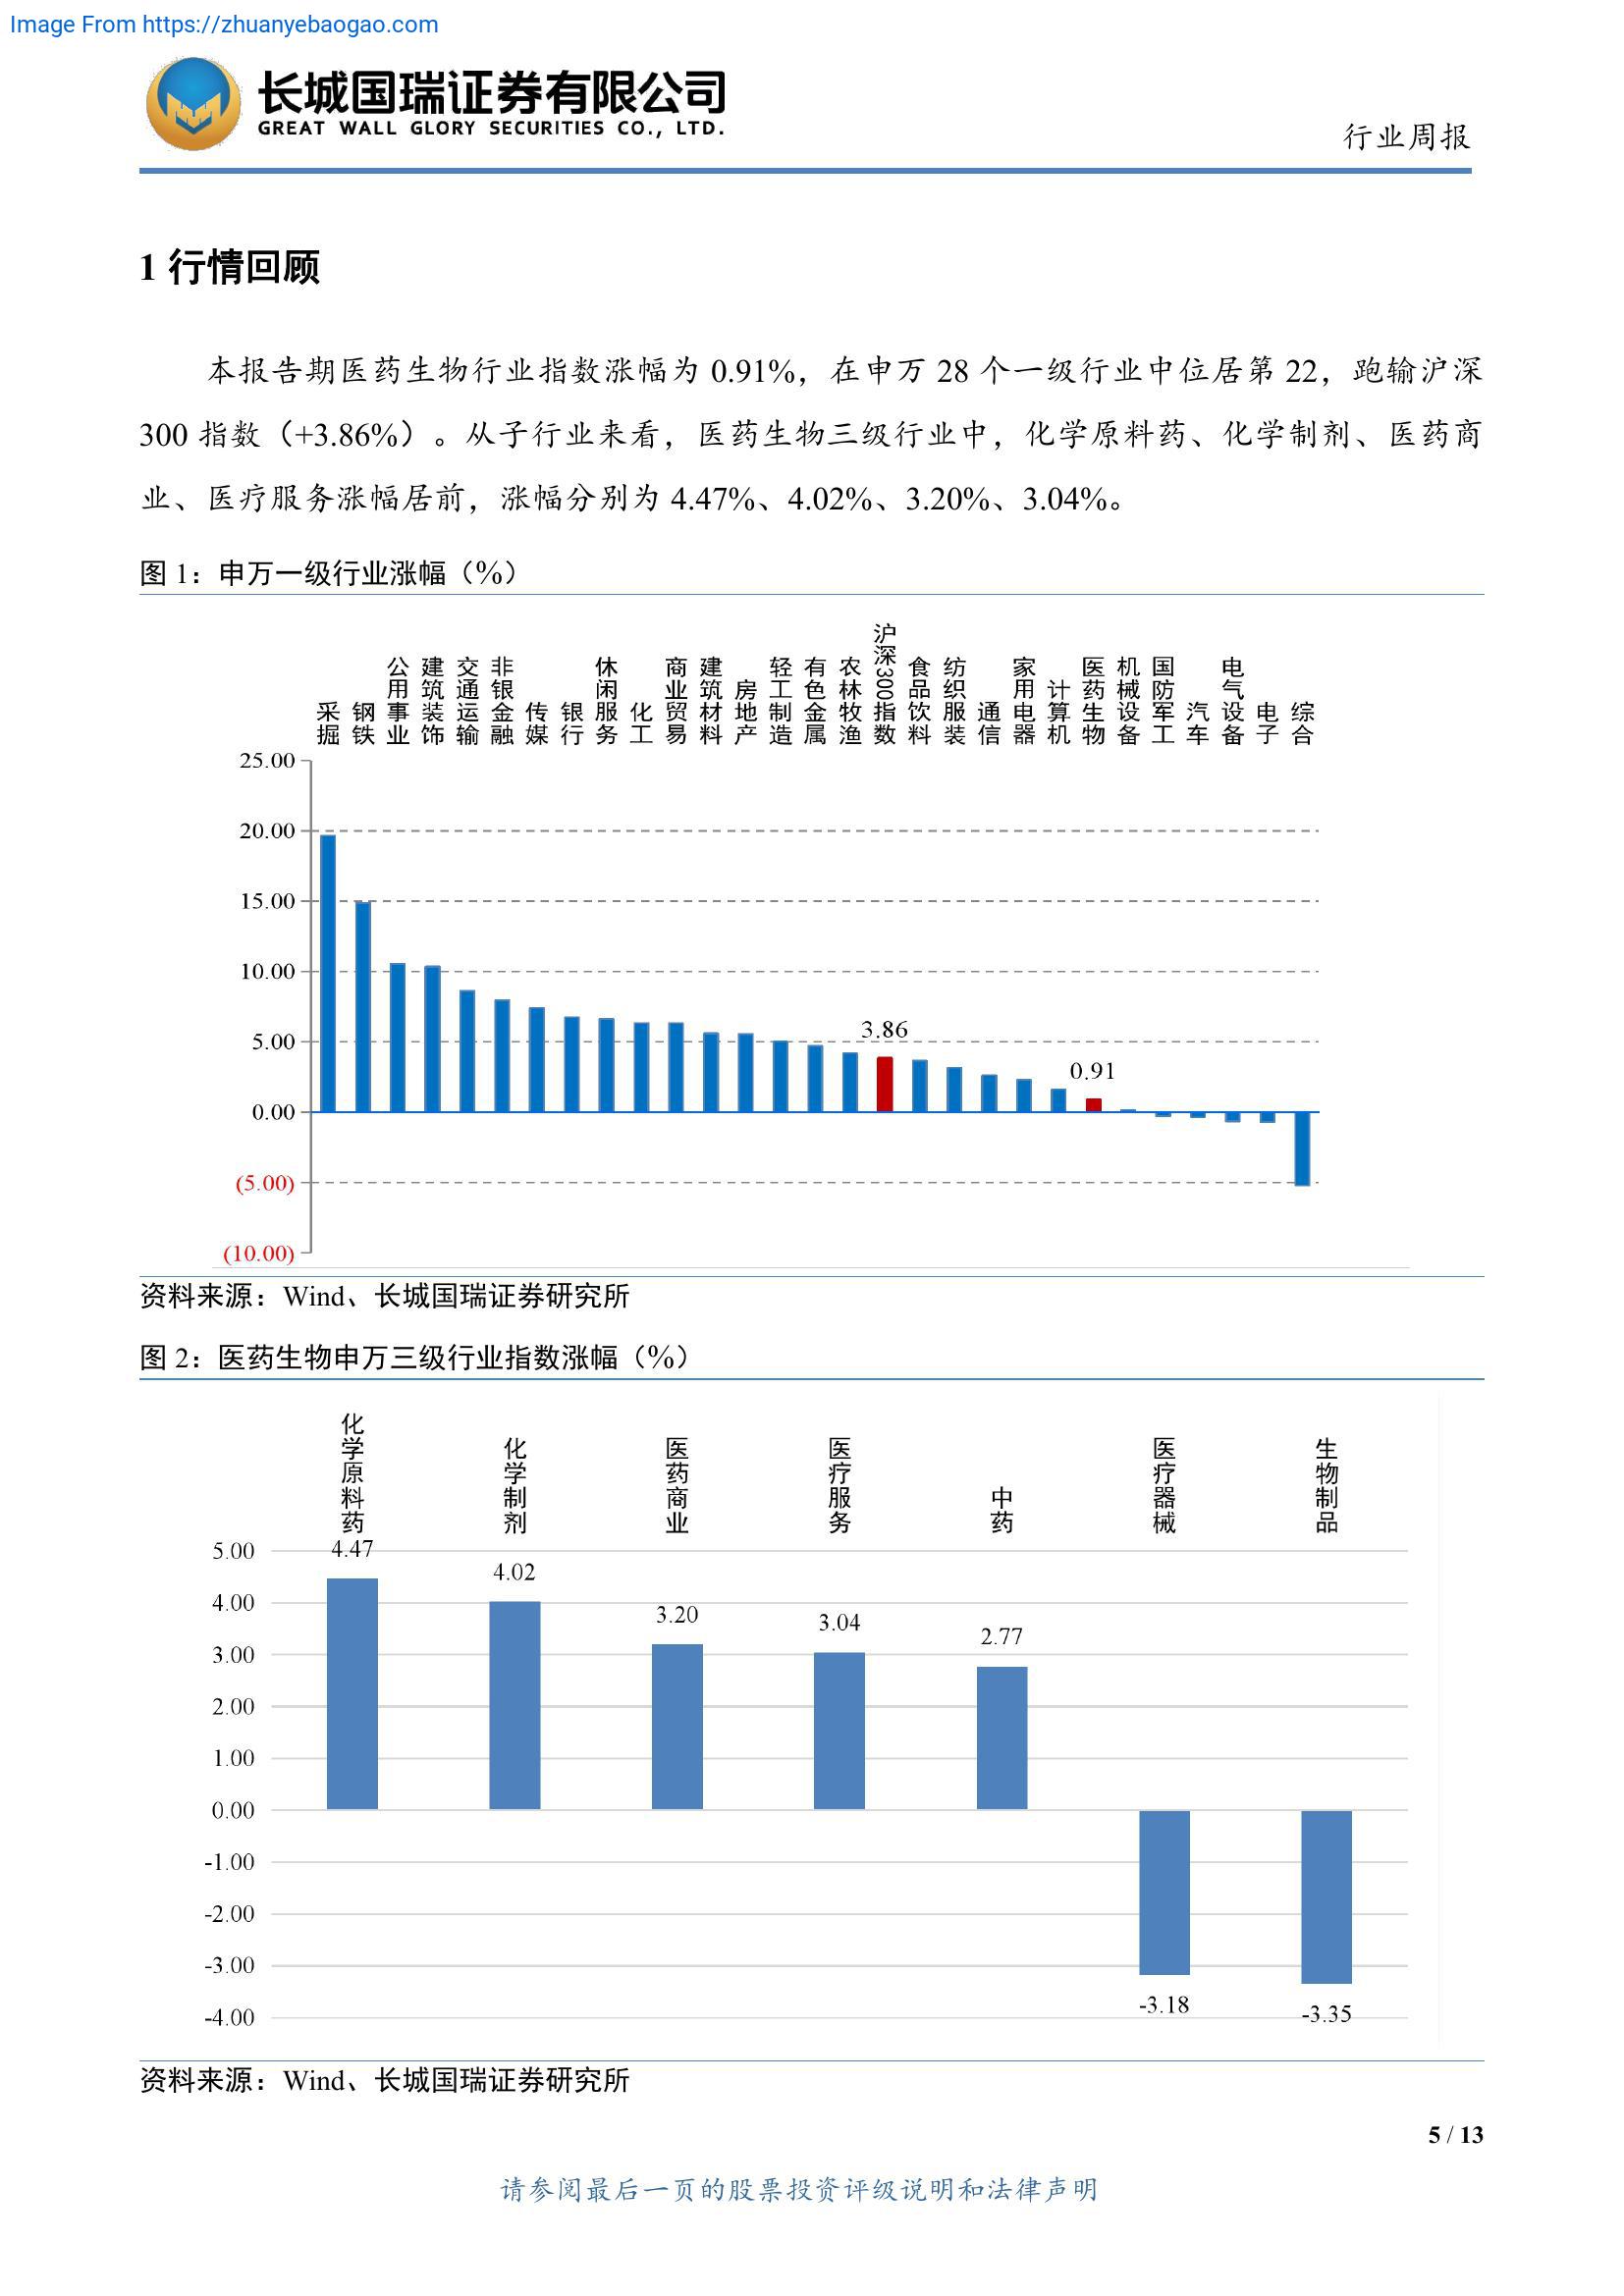 Image From https://zhuanyebaogao.com
长城国瑞证券有限公司
GREAT WALL GLORY SECURITIES CO., LTD.
行业周报
1 行情回顾
本报告期医药生物行业指数涨幅为 0.91%，在申万 28 个一级行业中位居第 22，跑输沪深
300 指数（+3.86%）。从子行业来看，医药生物三级行业中，化学原料药、化学制剂、医药商
业、医疗服务涨幅居前，涨幅分别为 4.47%、4.02%、3.20%、3.04%。
图 1：申万一级行业涨幅（%）
采掘
钢铁
公用事业
建筑装饰
交通运输
非银金融
传媒
银行
休闲服务
化工
商业贸易
建筑材料
房地产
轻工制造
有色金属
农林牧渔
沪深300指数
食品饮料
纺织服装
通信
家用电器
计算机
医药生物
机械设备
国防军工
汽车
电气设备
电子
综合
25.00
20.00
15.00
10.00
5.00
0.00
(5.00)
(10.00)
3.86
0.91
资料来源：Wind、长城国瑞证券研究所
图 2：医药生物申万三级行业指数涨幅（%）
化学原料药
化学制剂
医药商业
医疗服务
中药
医疗器械
生物制品
5.00
4.00
3.00
2.00
1.00
0.00
-1.00
-2.00
-3.00
-4.00
4.47
4.02
3.20
3.04
2.77
-3.18
-3.35
资料来源：Wind、长城国瑞证券研究所
5 / 13
请参阅最后一页的股票投资评级说明和法律声明